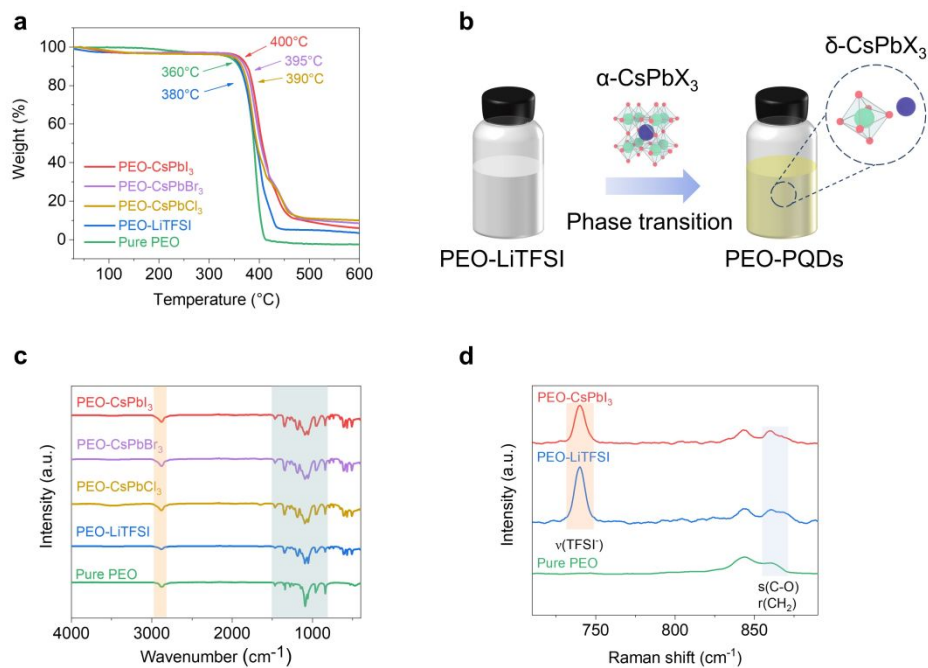 a
100
80
60
40
20
0
Weight (%)
400°C
360°C
395°C
380°C
390°C
PEO-CsPbI₃
PEO-CsPbBr₃
PEO-CsPbCl₃
PEO-LiTFSI
Pure PEO
100 200 300 400 500 600
Temperature (°C)
b
α-CsPbX₃
δ-CsPbX₃
Phase transition
PEO-LiTFSI
PEO-PQDs
c
Intensity (a.u.)
PEO-CsPbI₃
PEO-CsPbBr₃
PEO-CsPbCl₃
PEO-LiTFSI
Pure PEO
4000 3000 2000 1000
Wavenumber (cm⁻¹)
d
Intensity (a.u.)
PEO-CsPbI₃
PEO-LiTFSI
ν(TFSI⁻)
Pure PEO
s(C-O)
r(CH₂)
750 800 850
Raman shift (cm⁻¹)